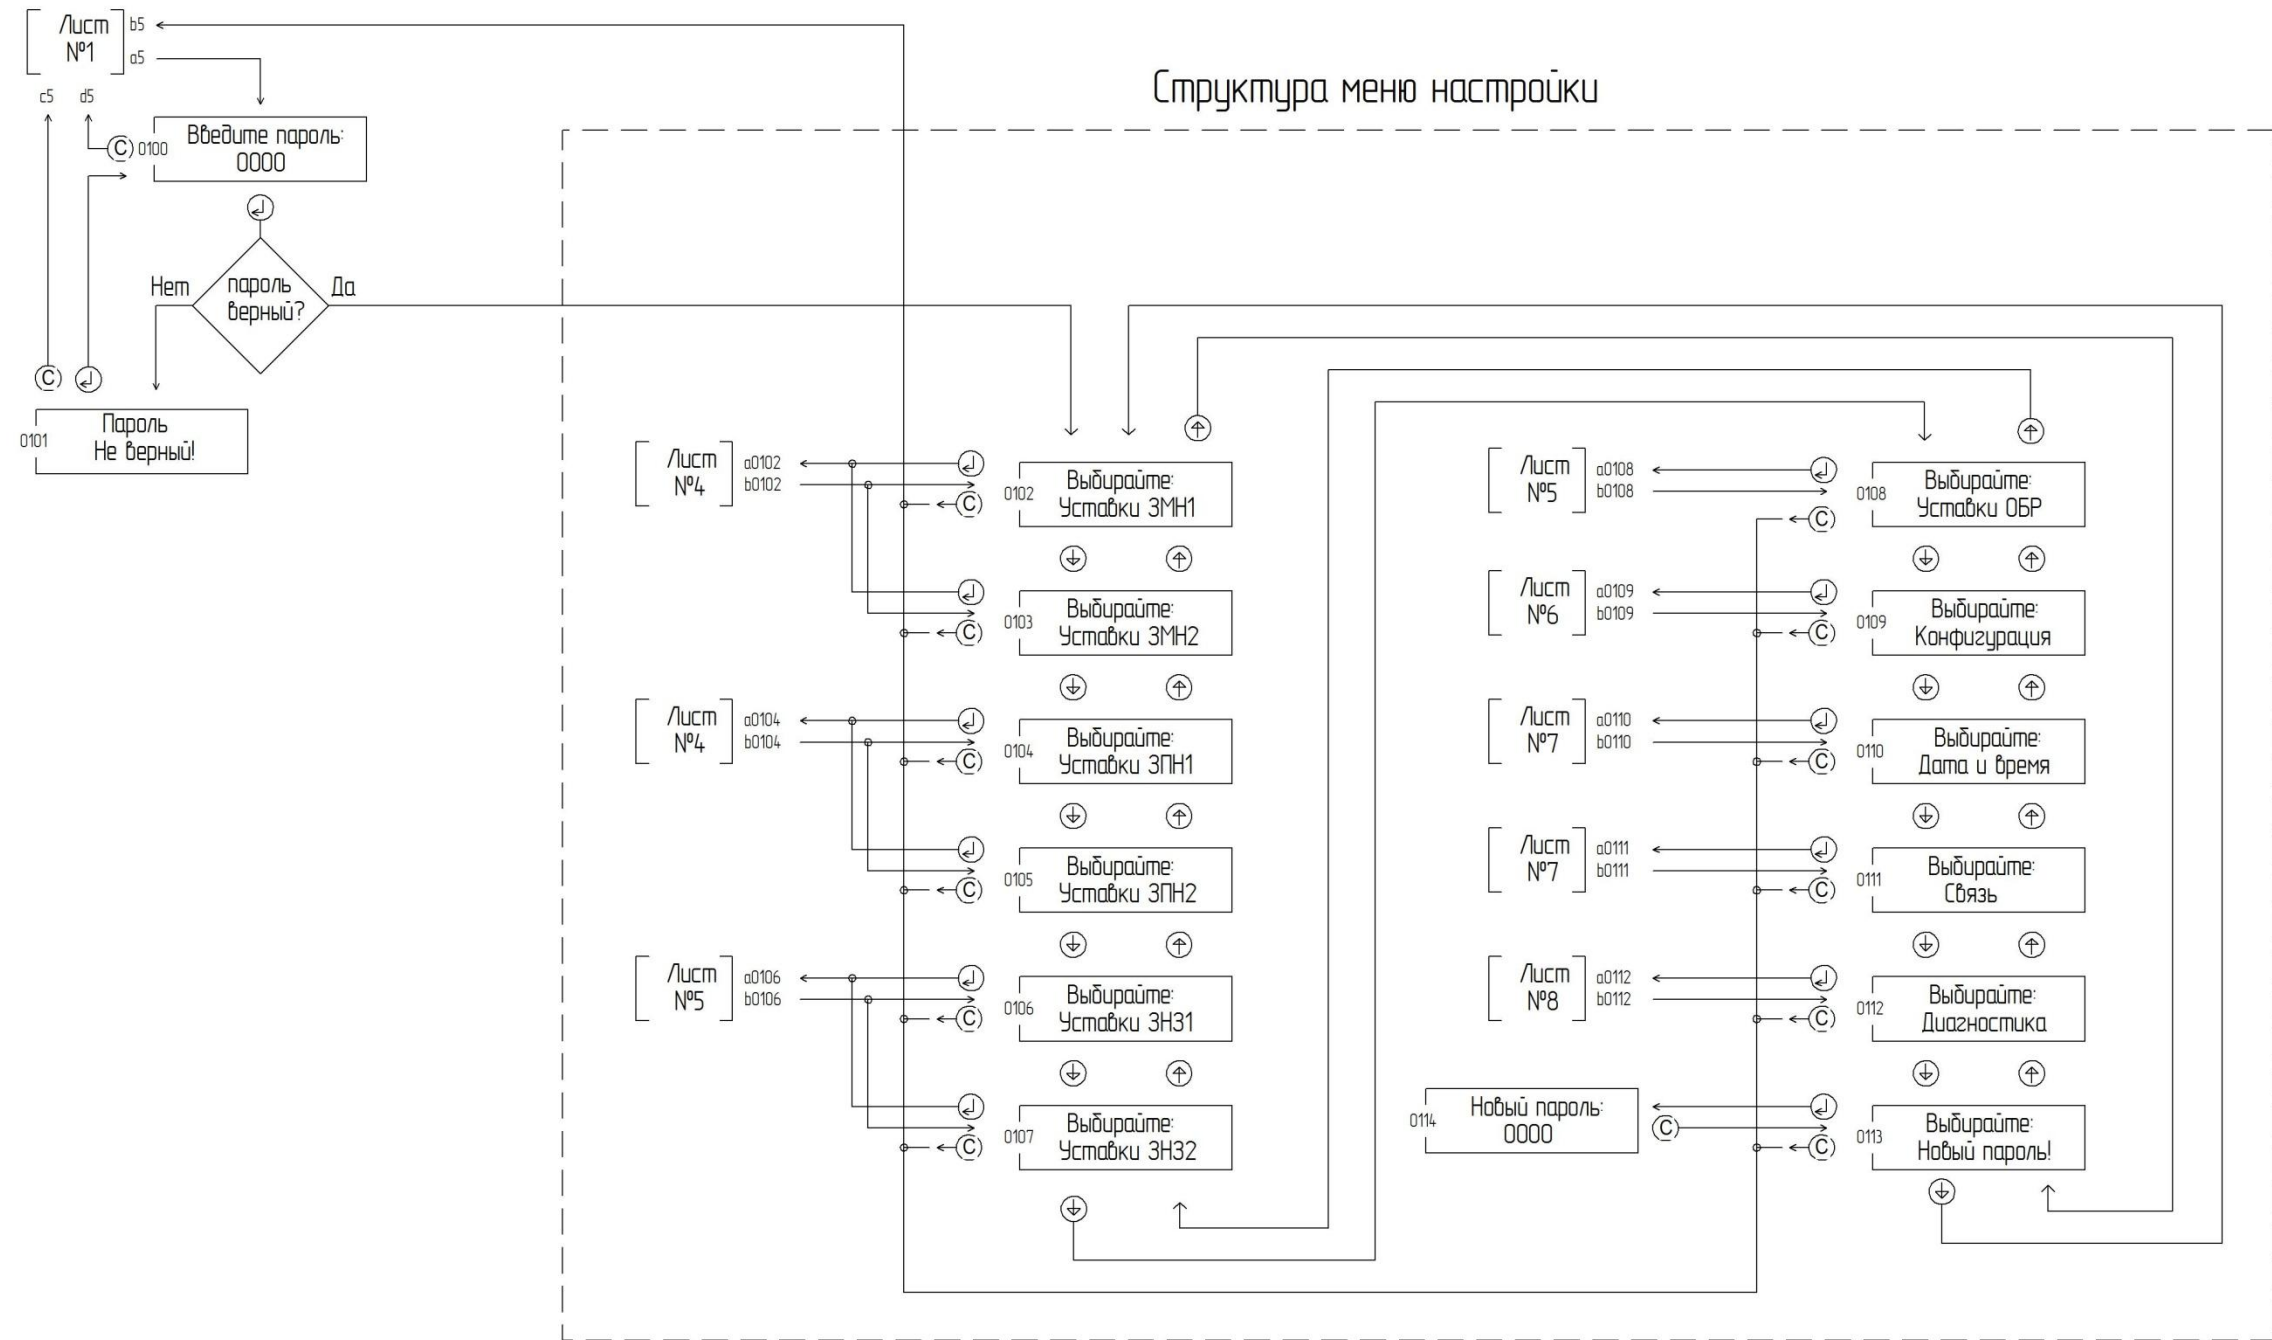 Лист
№1
b5
a5
c5
d5
Структура меню настройки
C
0100
Введите пароль:
0000
Нет
пароль
верный?
Да
C
0101
Пароль
Не верный!
Лист
№4
a0102
b0102
C
0102
Выбирайте:
Уставки ЗМН1
C
0103
Выбирайте:
Уставки ЗМН2
Лист
№4
a0104
b0104
C
0104
Выбирайте:
Уставки ЗПН1
C
0105
Выбирайте:
Уставки ЗПН2
Лист
№5
a0106
b0106
C
0106
Выбирайте:
Уставки ЗНЗ1
C
0107
Выбирайте:
Уставки ЗНЗ2
Лист
№5
a0108
b0108
C
0108
Выбирайте:
Уставки ОБР
Лист
№6
a0109
b0109
C
0109
Выбирайте:
Конфигурация
Лист
№7
a0110
b0110
C
0110
Выбирайте:
Дата и время
Лист
№7
a0111
b0111
C
0111
Выбирайте:
Связь
Лист
№8
a0112
b0112
C
0112
Выбирайте:
Диагностика
0114
Новый пароль:
0000
C
C
0113
Выбирайте:
Новый пароль!